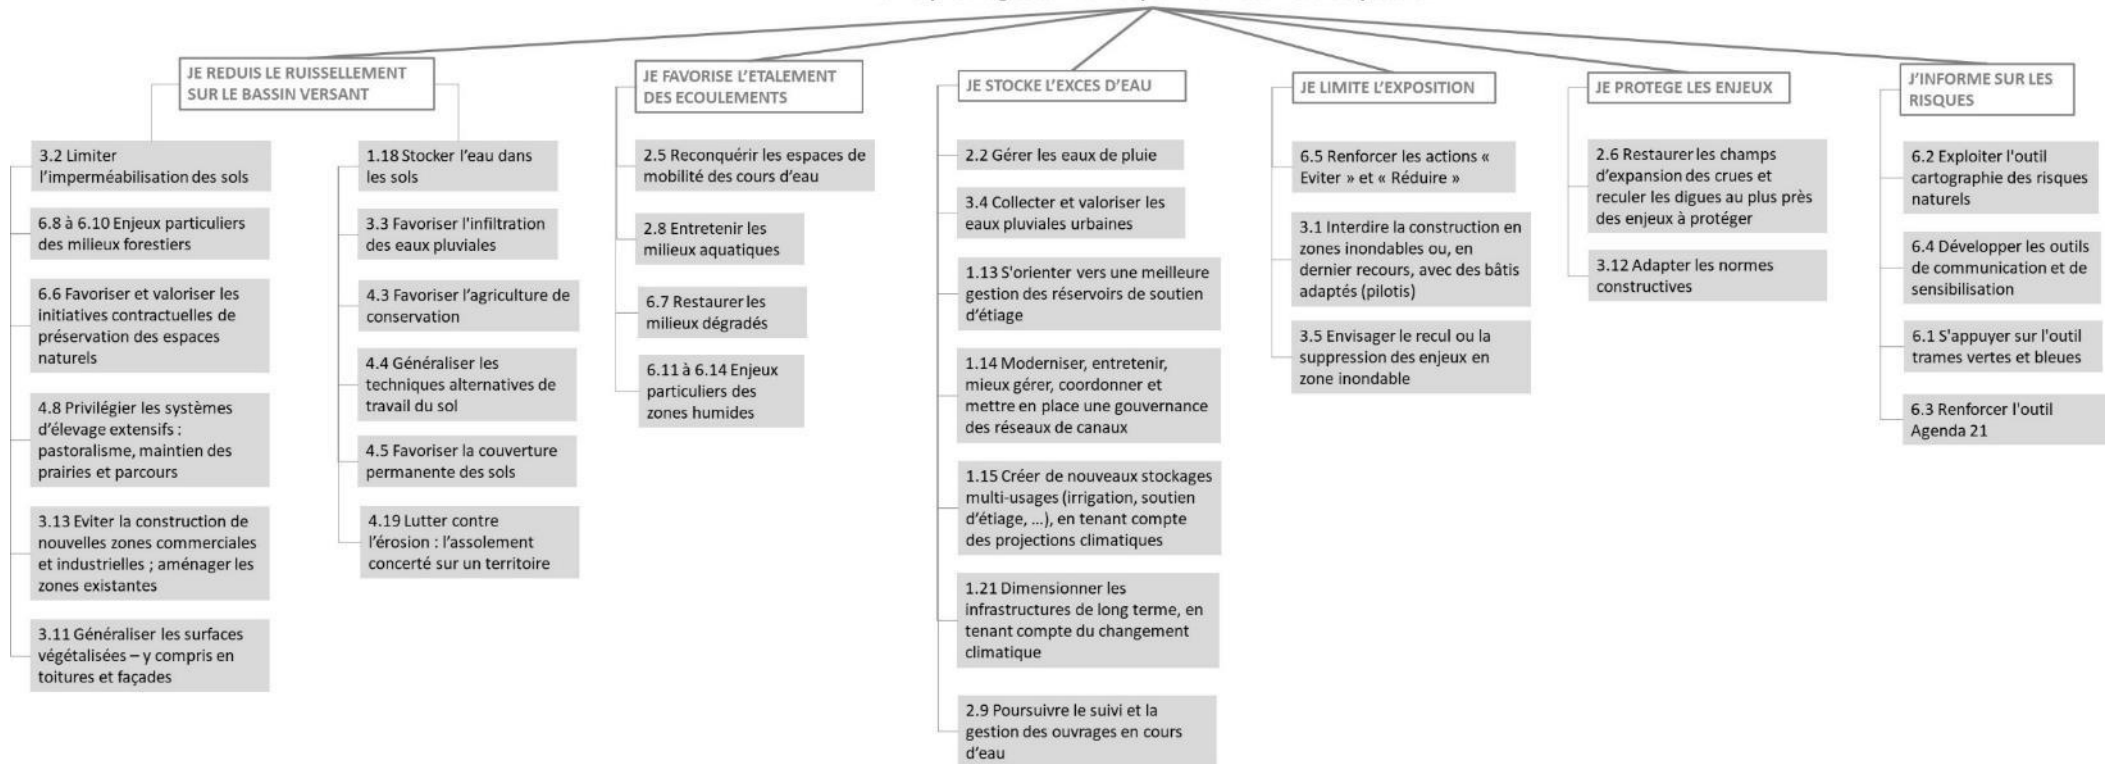 JE REDUIS LE RUISSELLEMENT
SUR LE BASSIN VERSANT
3.2 Limiter
l'imperméabilisation des sols
6.8 à 6.10 Enjeux particuliers
des milieux forestiers
6.6 Favoriser et valoriser les
initiatives contractuelles de
préservation des espaces
naturels
4.8 Privilégier les systèmes
d'élevage extensifs :
pastoralisme, maintien des
prairies et parcours
3.13 Eviter la construction de
nouvelles zones commerciales
et industrielles ; aménager les
zones existantes
3.11 Généraliser les surfaces
végétalisées – y compris en
toitures et façades
1.18 Stocker l'eau dans
les sols
3.3 Favoriser l'infiltration
des eaux pluviales
4.3 Favoriser l'agriculture de
conservation
4.4 Généraliser les
techniques alternatives de
travail du sol
4.5 Favoriser la couverture
permanente des sols
4.19 Lutter contre
l'érosion : l'assolement
concerté sur un territoire
JE FAVORISE L'ETALEMENT
DES ECOULEMENTS
2.5 Reconquérir les espaces de
mobilité des cours d'eau
2.8 Entretenir les
milieux aquatiques
6.7 Restaurer les
milieux dégradés
6.11 à 6.14 Enjeux
particuliers des
zones humides
JE STOCKE L'EXCES D'EAU
2.2 Gérer les eaux de pluie
3.4 Collecter et valoriser les
eaux pluviales urbaines
1.13 S'orienter vers une meilleure
gestion des réservoirs de soutien
d'étiage
1.14 Moderniser, entretenir,
mieux gérer, coordonner et
mettre en place une gouvernance
des réseaux de canaux
1.15 Créer de nouveaux stockages
multi-usages (irrigation, soutien
d'étiage, ...), en tenant compte
des projections climatiques
1.21 Dimensionner les
infrastructures de long terme, en
tenant compte du changement
climatique
2.9 Poursuivre le suivi et la
gestion des ouvrages en cours
d'eau
JE LIMITE L'EXPOSITION
6.5 Renforcer les actions «
Eviter » et « Réduire »
3.1 Interdire la construction en
zones inondables ou, en
dernier recours, avec des bâtis
adaptés (pilotis)
3.5 Envisager le recul ou la
suppression des enjeux en
zone inondable
JE PROTEGE LES ENJEUX
2.6 Restaurer les champs
d'expansion des crues et
reculer les digues au plus près
des enjeux à protéger
3.12 Adapter les normes
constructives
J'INFORME SUR LES
RISQUES
6.2 Exploiter l'outil
cartographie des risques
naturels
6.4 Développer les outils
de communication et de
sensibilisation
6.1 S'appuyer sur l'outil
trames vertes et bleues
6.3 Renforcer l'outil
Agenda 21